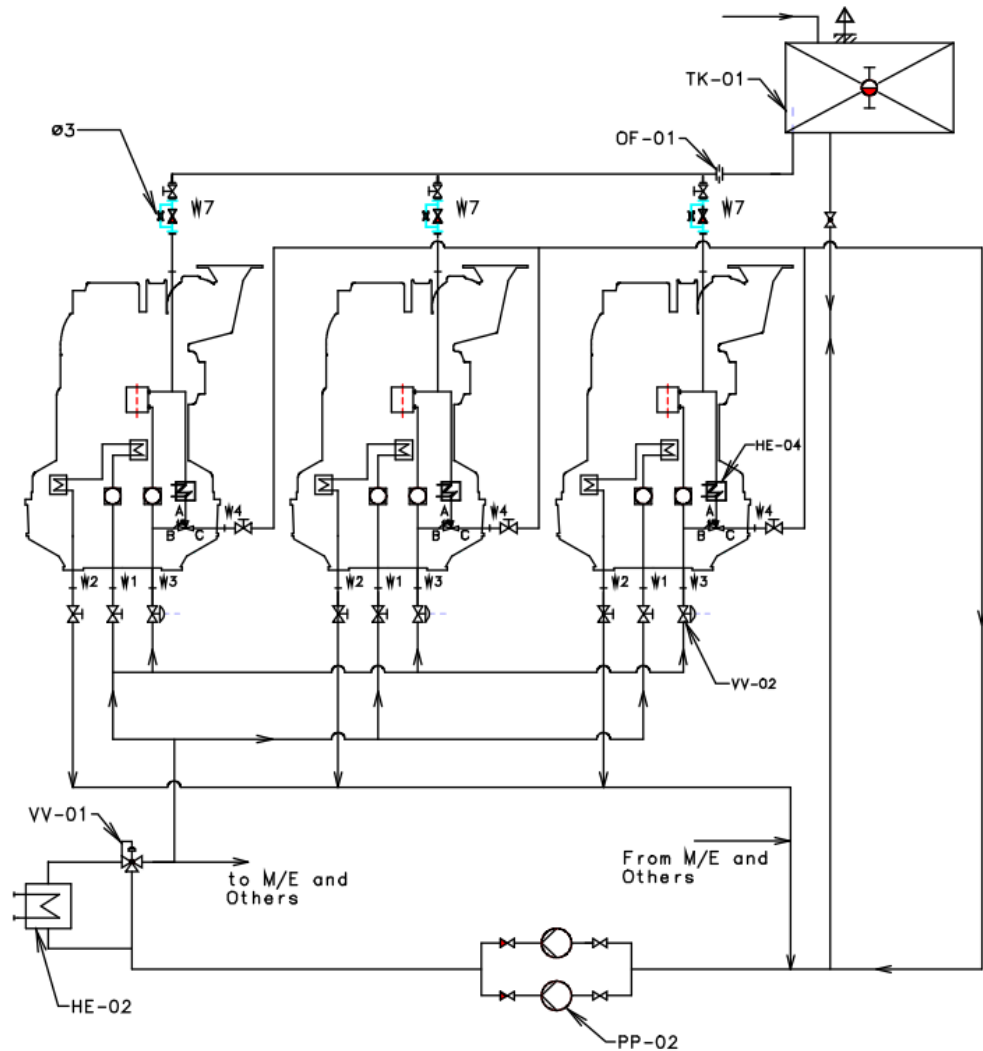 TK-01
ø3
OF-01
W7
W7
W7
HE-04
A
B
C
W4
A
B
C
W4
A
B
C
W4
W2
W1
W3
W2
W1
W3
W2
W1
W3
VV-02
VV-01
to M/E and
Others
From M/E and
Others
HE-02
PP-02